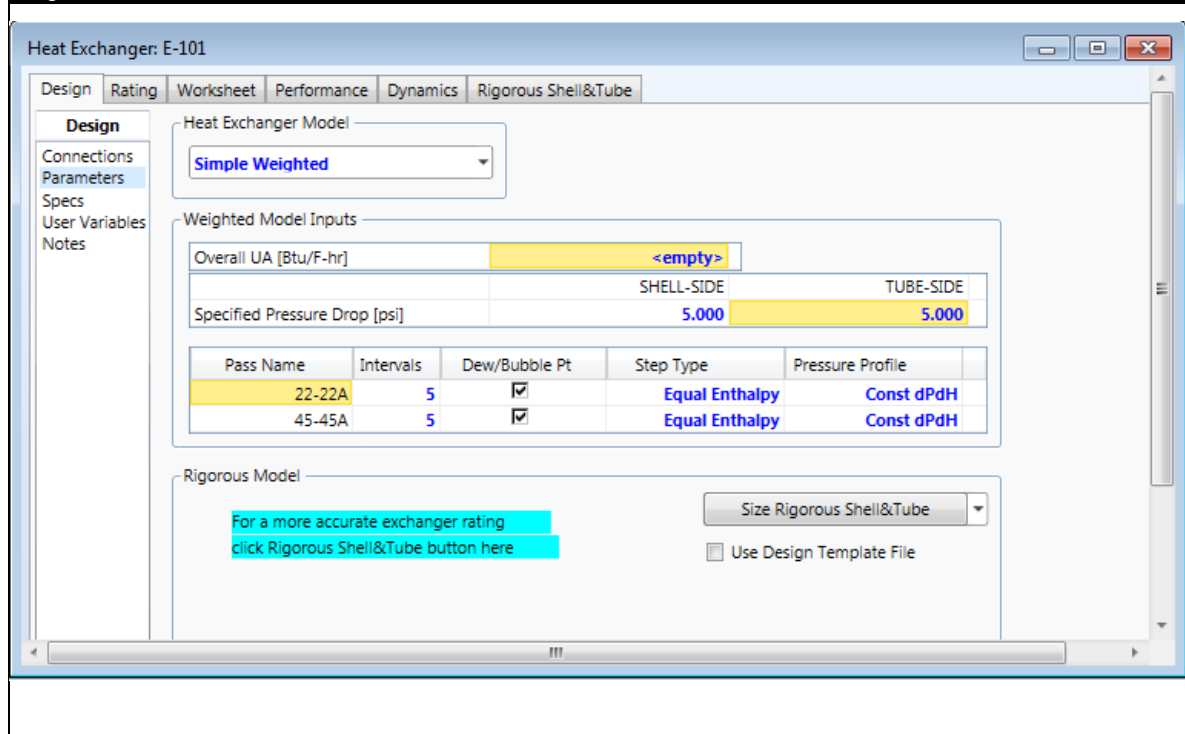 Heat Exchanger: E-101
Design Rating Worksheet Performance Dynamics Rigorous Shell&Tube
Design
Connections
Parameters
Specs
User Variables
Notes
Heat Exchanger Model
Simple Weighted
Weighted Model Inputs
Overall UA [Btu/F-hr] <empty>
SHELL-SIDE TUBE-SIDE
Specified Pressure Drop [psi] 5.000 5.000
Pass Name Intervals Dew/Bubble Pt Step Type Pressure Profile
22-22A 5 Equal Enthalpy Const dPdH
45-45A 5 Equal Enthalpy Const dPdH
Rigorous Model
For a more accurate exchanger rating
click Rigorous Shell&Tube button here
Size Rigorous Shell&Tube
Use Design Template File